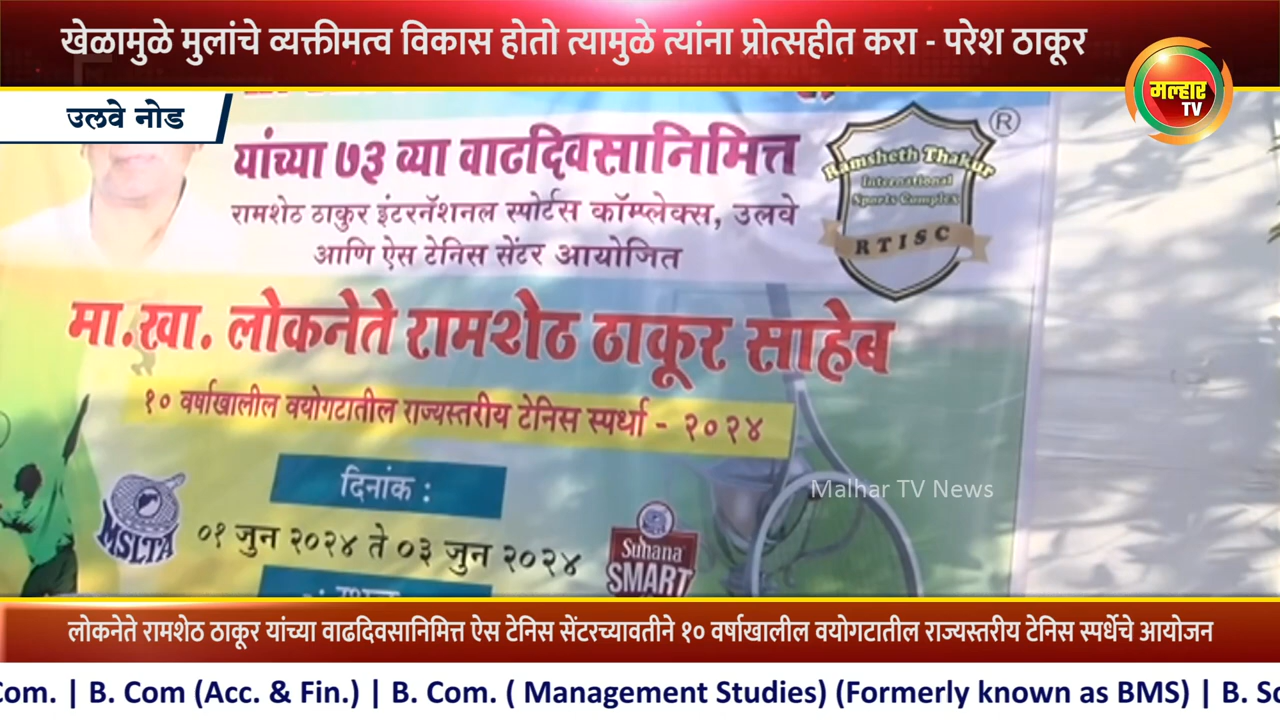 खेळामुळे मुलांचे व्यक्तीमत्व विकास होतो त्यामुळे त्यांना प्रोत्सहीत करा - परेश ठाकूर
मल्हार
TV
उलवे नोड
यांच्या ७३ व्या वाढदिवसानिमित्त
रामशेठ ठाकुर इंटरनॅशनल स्पोर्टस कॉम्प्लेक्स, उलवे
आणि ऐस टेनिस सेंटर आयोजित
®
Ramsheth Thakur
International
Sports Complex
RTISC
मा.खा. लोकनेते रामशेठ ठाकूर साहेब
१० वर्षाखालील वयोगटातील राज्यस्तरीय टेनिस स्पर्धा - २०२४
दिनांक :
MSLTA
०१ जुन २०२४ ते ०३ जुन २०२४
Suhana
SMART
Malhar TV News
लोकनेते रामशेठ ठाकूर यांच्या वाढदिवसानिमित्त ऐस टेनिस सेंटरच्यावतीने १० वर्षाखालील वयोगटातील राज्यस्तरीय टेनिस स्पर्धेचे आयोजन
Com. | B. Com (Acc. & Fin.) | B. Com. ( Management Studies) (Formerly known as BMS) | B. Sc